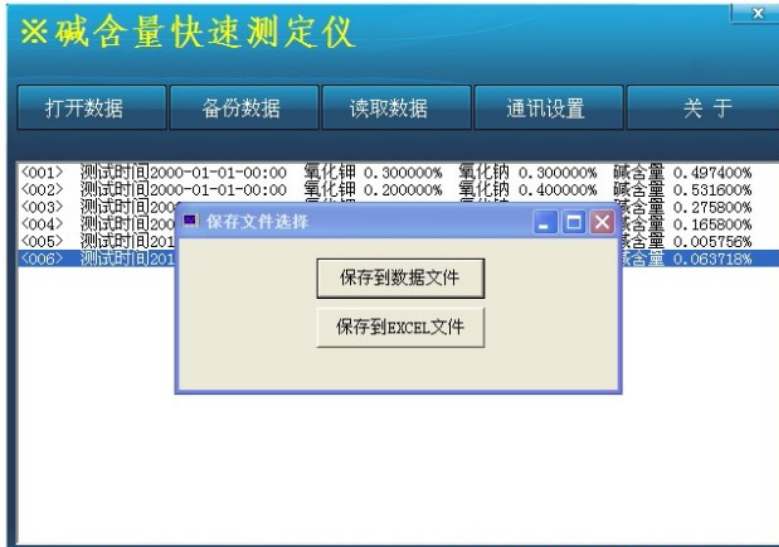 ※碱含量快速测定仪
打开数据 备份数据 读取数据 通讯设置 关 于
<001> 测试时间2000-01-01-00:00 氧化钾 0.300000% 氧化钠 0.300000% 碱含量 0.497400%
<002> 测试时间2000-01-01-00:00 氧化钾 0.200000% 氧化钠 0.400000% 碱含量 0.531600%
<003> 测试时间200 碱含量 0.275800%
<004> 测试时间200 碱含量 0.165800%
<005> 测试时间201 碱含量 0.005756%
<006> 测试时间201 碱含量 0.063718%
保存文件选择
保存到数据文件
保存到EXCEL文件